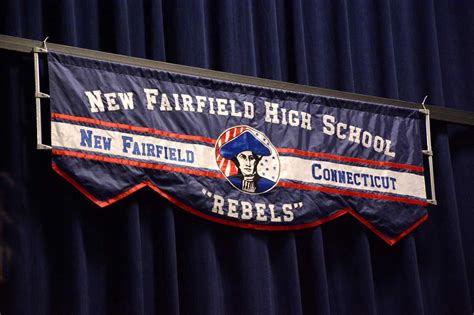 New Fairfield High School
New Fairfield Connecticut
"Rebels"